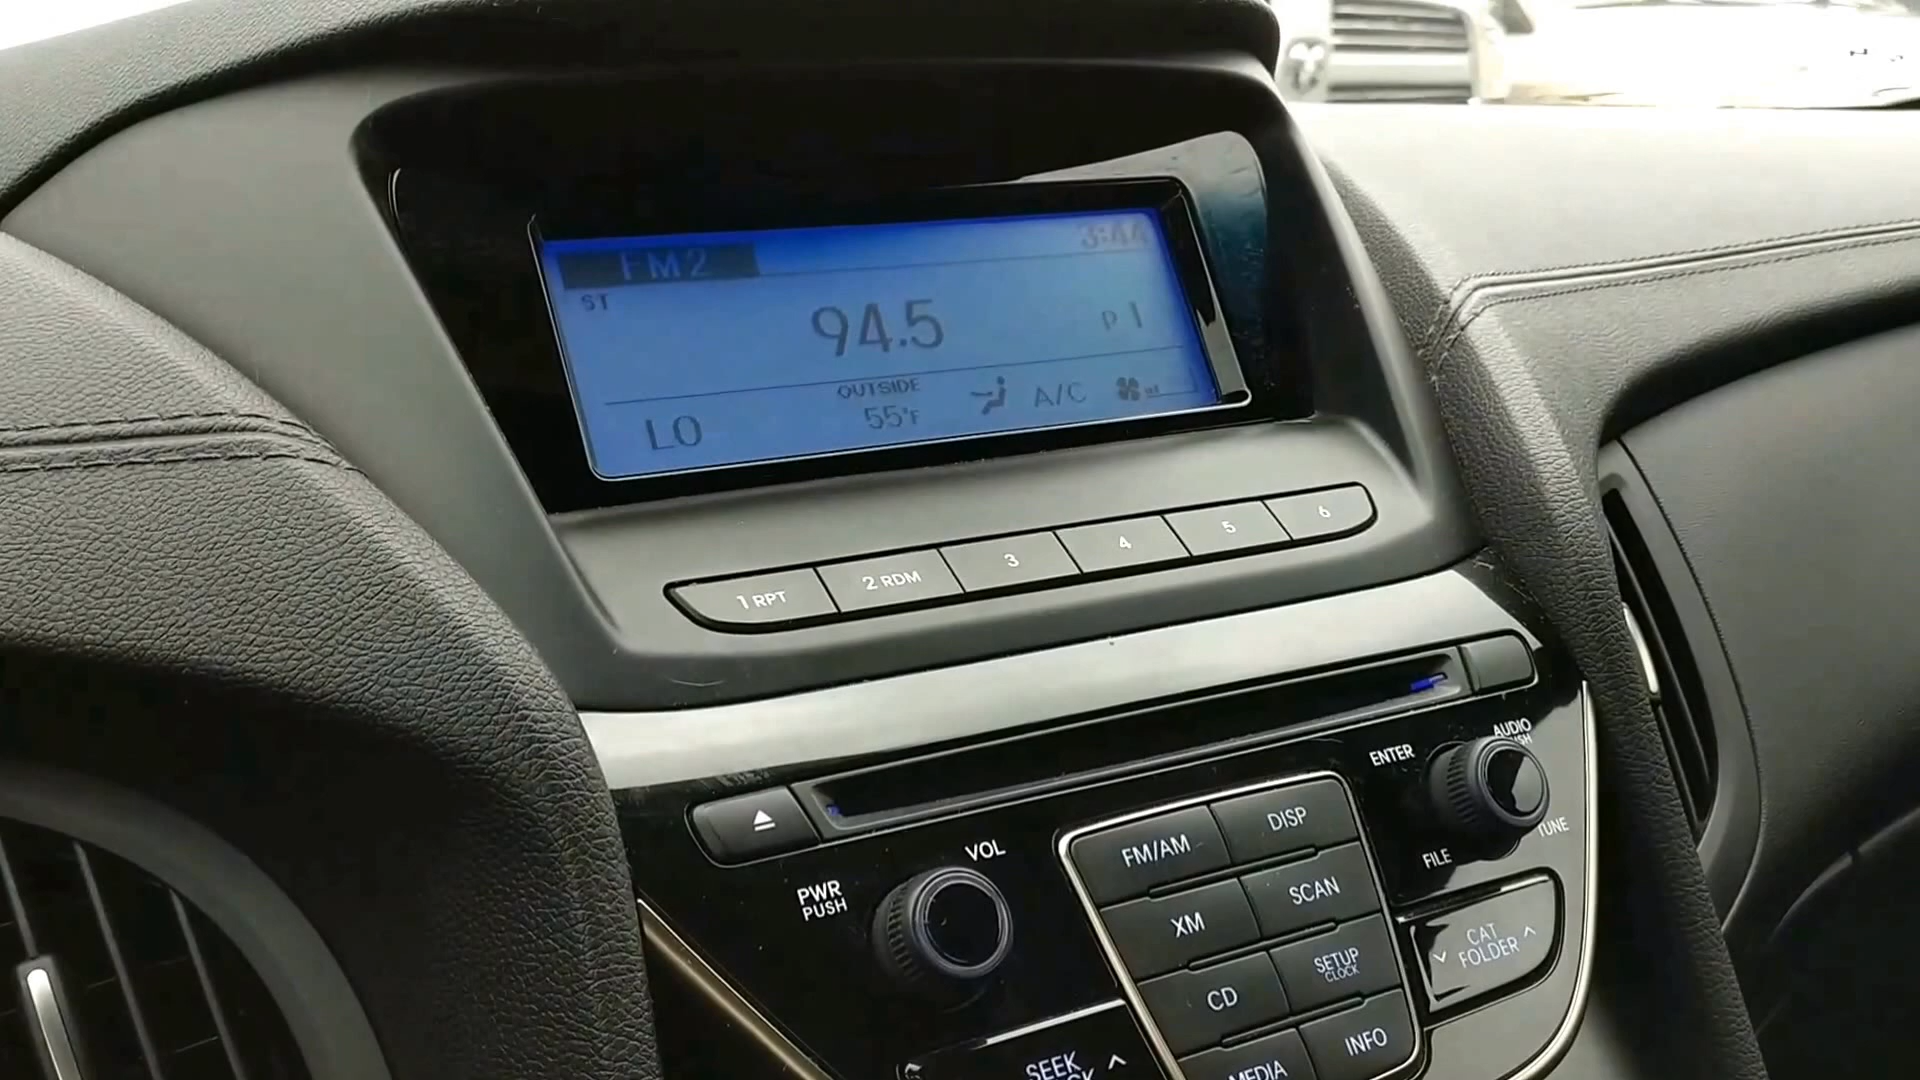 FM2
3:44
ST
94.5
P1
OUTSIDE
LO
55°F
A/C
1 RPT
2 RDM
3
4
5
6
AUDIO
ENTER
TUNE
FILE
VOL
PWR
PUSH
FM/AM
DISP
XM
SCAN
CD
SETUP
CLOCK
CAT
FOLDER
INFO
MEDIA
SEEK